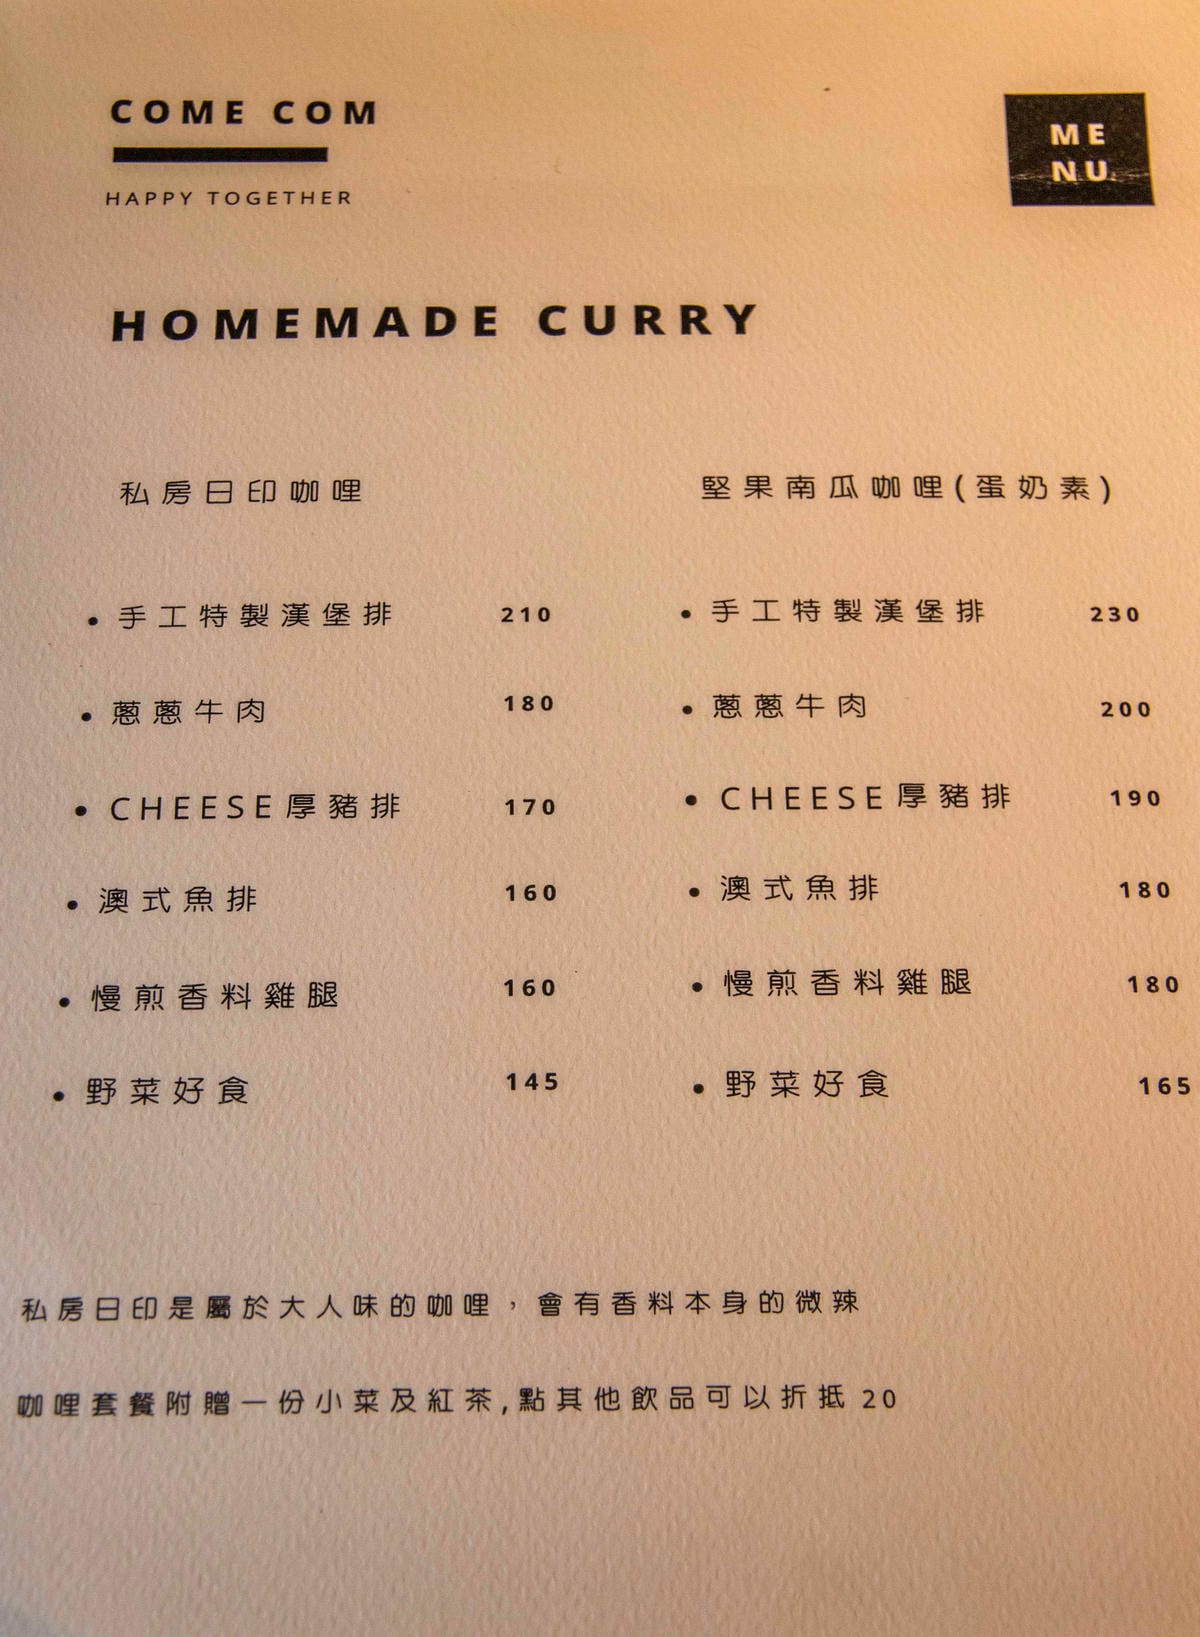 COME COM
HAPPY TOGETHER
ME
NU
HOMEMADE CURRY
私房日印咖哩
• 手工特製漢堡排 210
• 蔥蔥牛肉 180
• CHEESE厚豬排 170
• 澳式魚排 160
• 慢煎香料雞腿 160
• 野菜好食 145
堅果南瓜咖哩(蛋奶素)
• 手工特製漢堡排 230
• 蔥蔥牛肉 200
• CHEESE厚豬排 190
• 澳式魚排 180
• 慢煎香料雞腿 180
• 野菜好食 165
私房日印是屬於大人味的咖哩，會有香料本身的微辣
咖哩套餐附贈一份小菜及紅茶,點其他飲品可以折抵 20